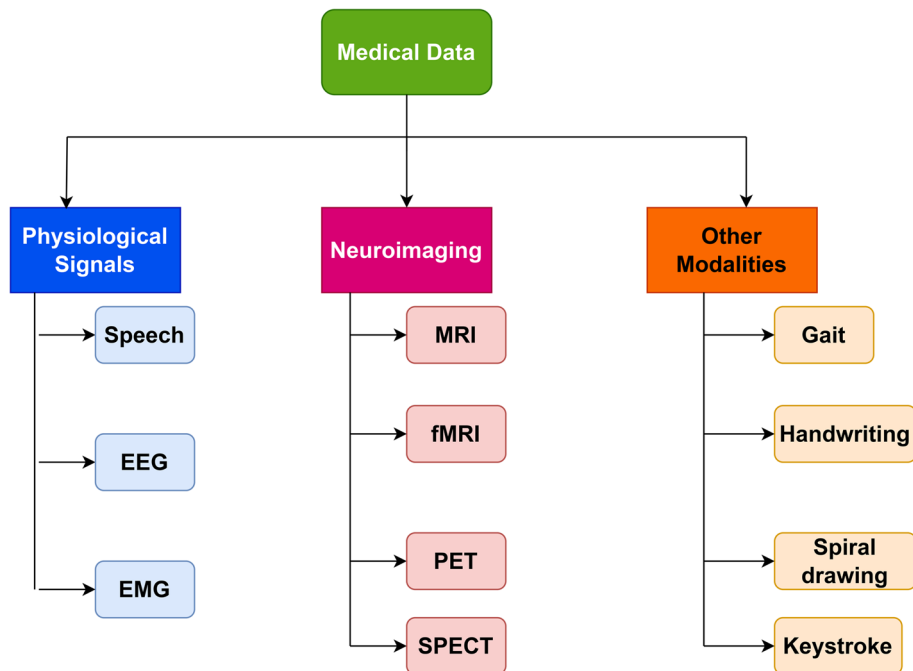 Medical Data
Physiological
Signals
Neuroimaging
Other
Modalities
Speech
EEG
EMG
MRI
fMRI
PET
SPECT
Gait
Handwriting
Spiral
drawing
Keystroke